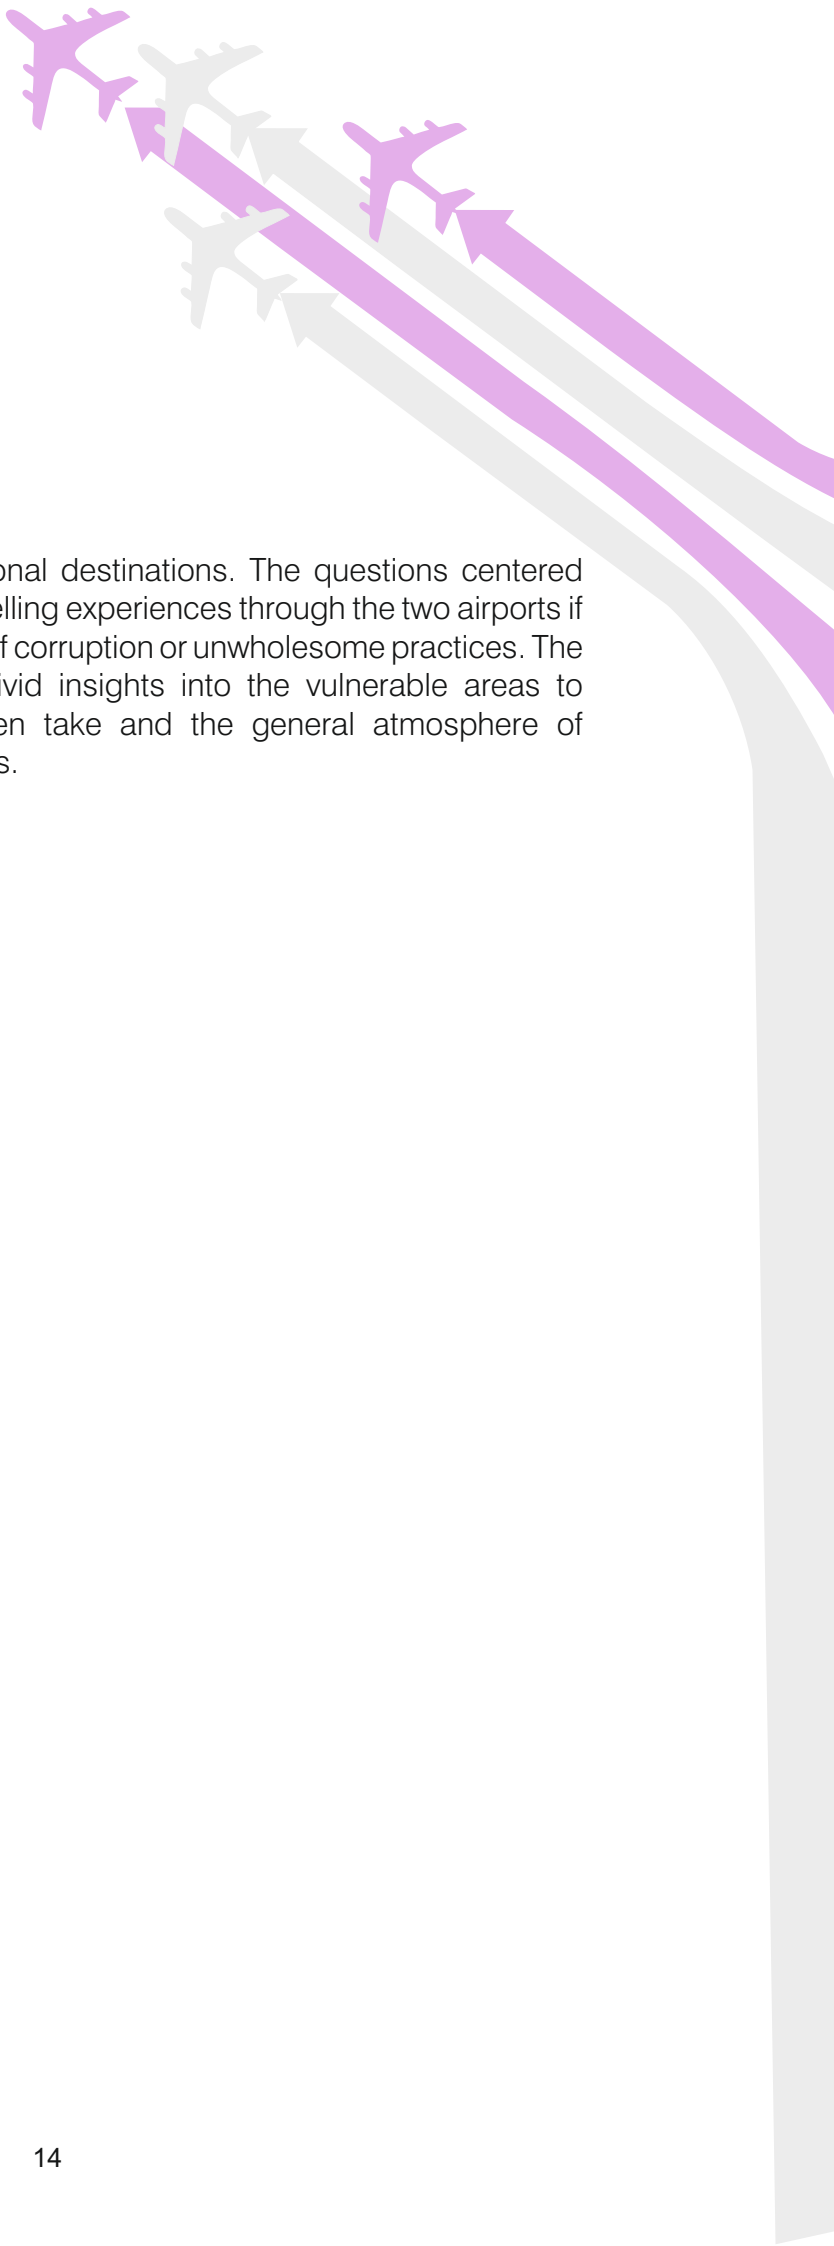 onal destinations. The questions centered
elling experiences through the two airports if
f corruption or unwholesome practices. The
ivid insights into the vulnerable areas to
en take and the general atmosphere of
s.
14